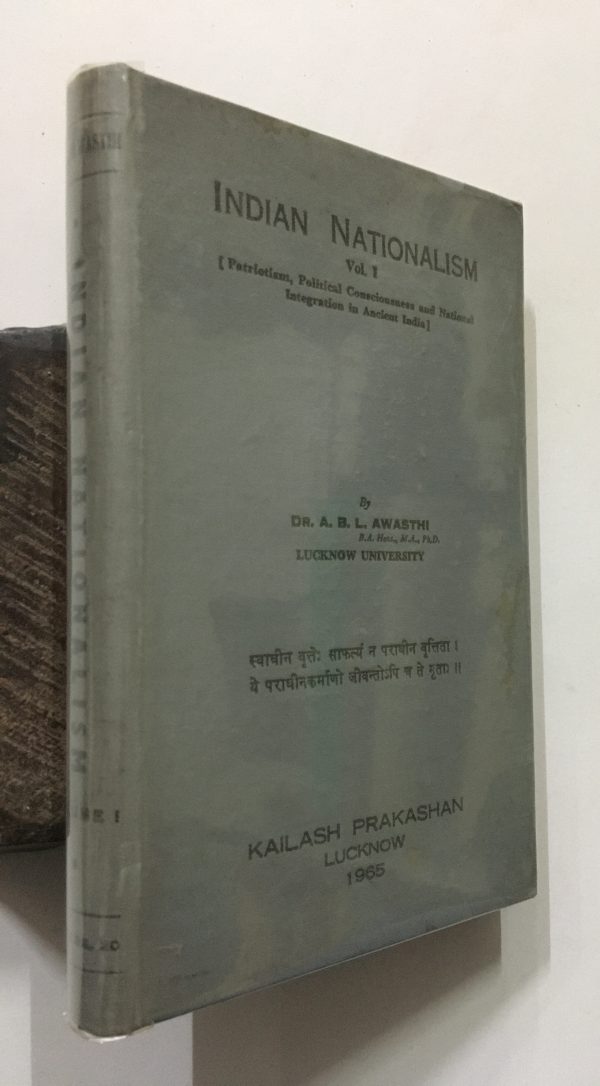 INDIAN NATIONALISM
Vol. I
[ Patriotism, Political Consciousness and National
Integration in Ancient India ]
By
DR. A. B. L. AWASTHI
B.A. Hons., M.A., Ph.D.
LUCKNOW UNIVERSITY
स्वाधीन वृत्तेः साफल्यं न पराधीन वृत्तिता ।
ये पराधीनकर्माणो जीवन्तोऽपि च ते मृताः ।।
KAILASH PRAKASHAN
LUCKNOW
1965
INDIAN NATIONALISM